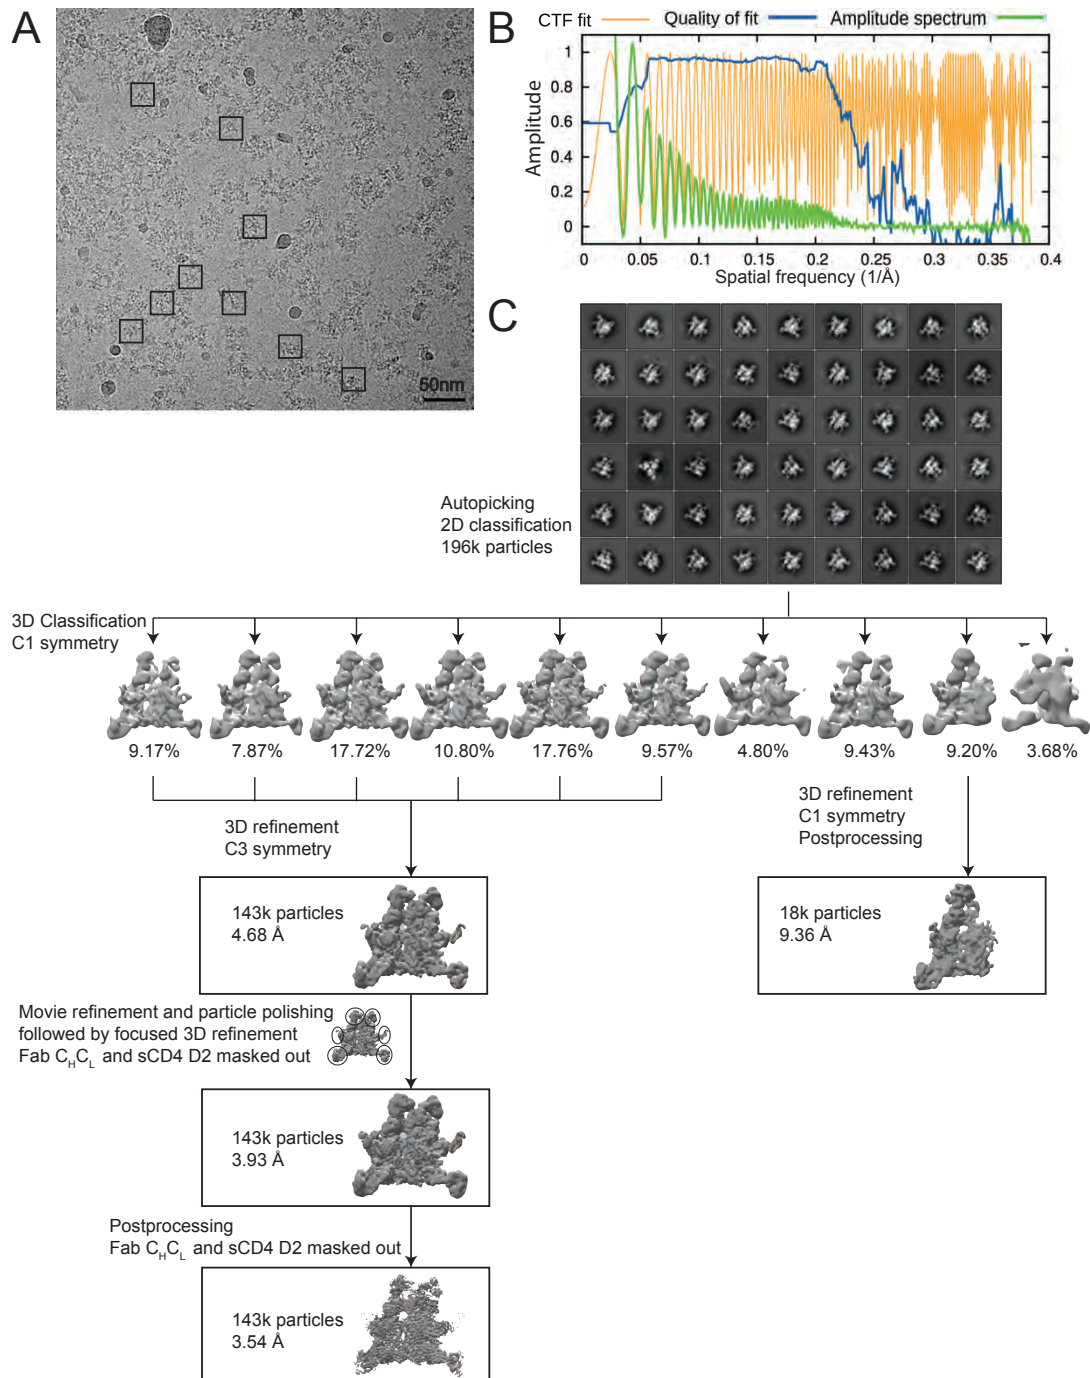 A
50nm
B
CTF fit
Quality of fit
Amplitude spectrum
Amplitude
1
0.8
0.6
0.4
0.2
0
0 0.05 0.1 0.15 0.2 0.25 0.3 0.35 0.4
Spatial frequency (1/Å)
C
Autopicking
2D classification
196k particles
3D Classification
C1 symmetry
9.17% 7.87% 17.72% 10.80% 17.76% 9.57% 4.80% 9.43% 9.20% 3.68%
3D refinement
C3 symmetry
3D refinement
C1 symmetry
Postprocessing
143k particles
4.68 Å
18k particles
9.36 Å
Movie refinement and particle polishing
followed by focused 3D refinement
Fab CHCL and sCD4 D2 masked out
143k particles
3.93 Å
Postprocessing
Fab CHCL and sCD4 D2 masked out
143k particles
3.54 Å